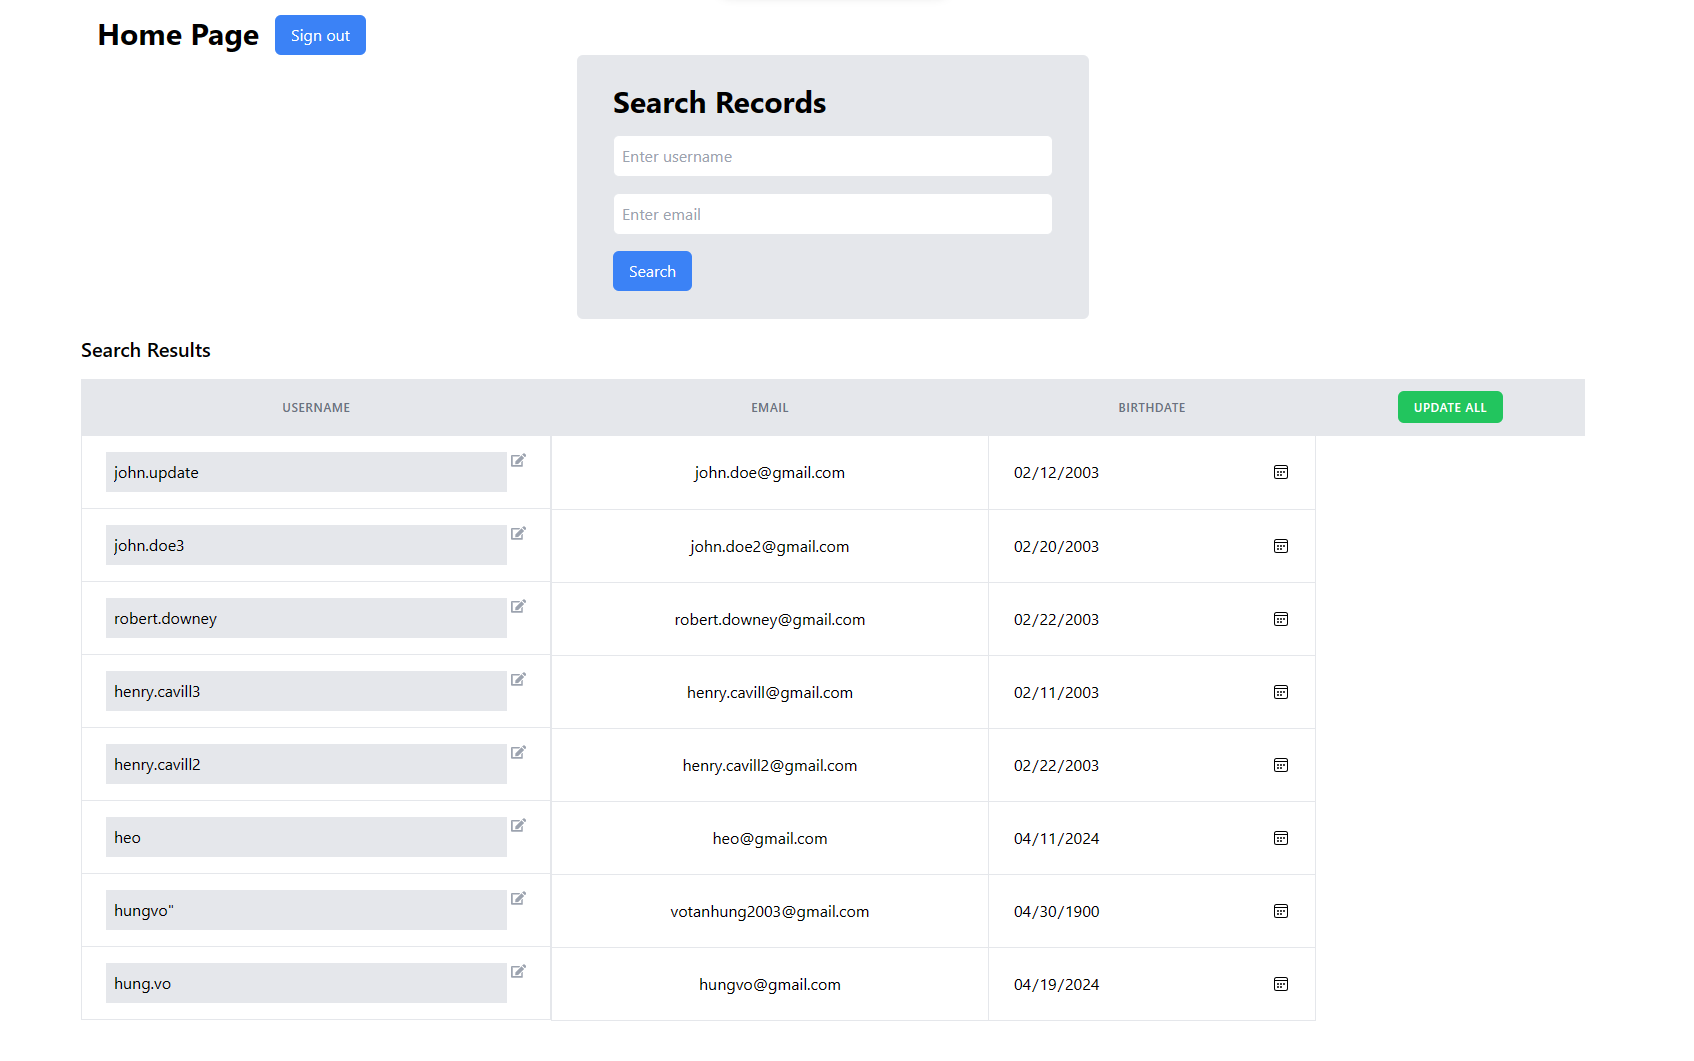 Home Page Sign out
Search Records
Enter username
Enter email
Search
Search Results
USERNAME EMAIL BIRTHDATE UPDATE ALL
john.update john.doe@gmail.com 02/12/2003
john.doe3 john.doe2@gmail.com 02/20/2003
robert.downey robert.downey@gmail.com 02/22/2003
henry.cavill3 henry.cavill@gmail.com 02/11/2003
henry.cavill2 henry.cavill2@gmail.com 02/22/2003
heo heo@gmail.com 04/11/2024
hungvo" votanhung2003@gmail.com 04/30/1900
hung.vo hungvo@gmail.com 04/19/2024